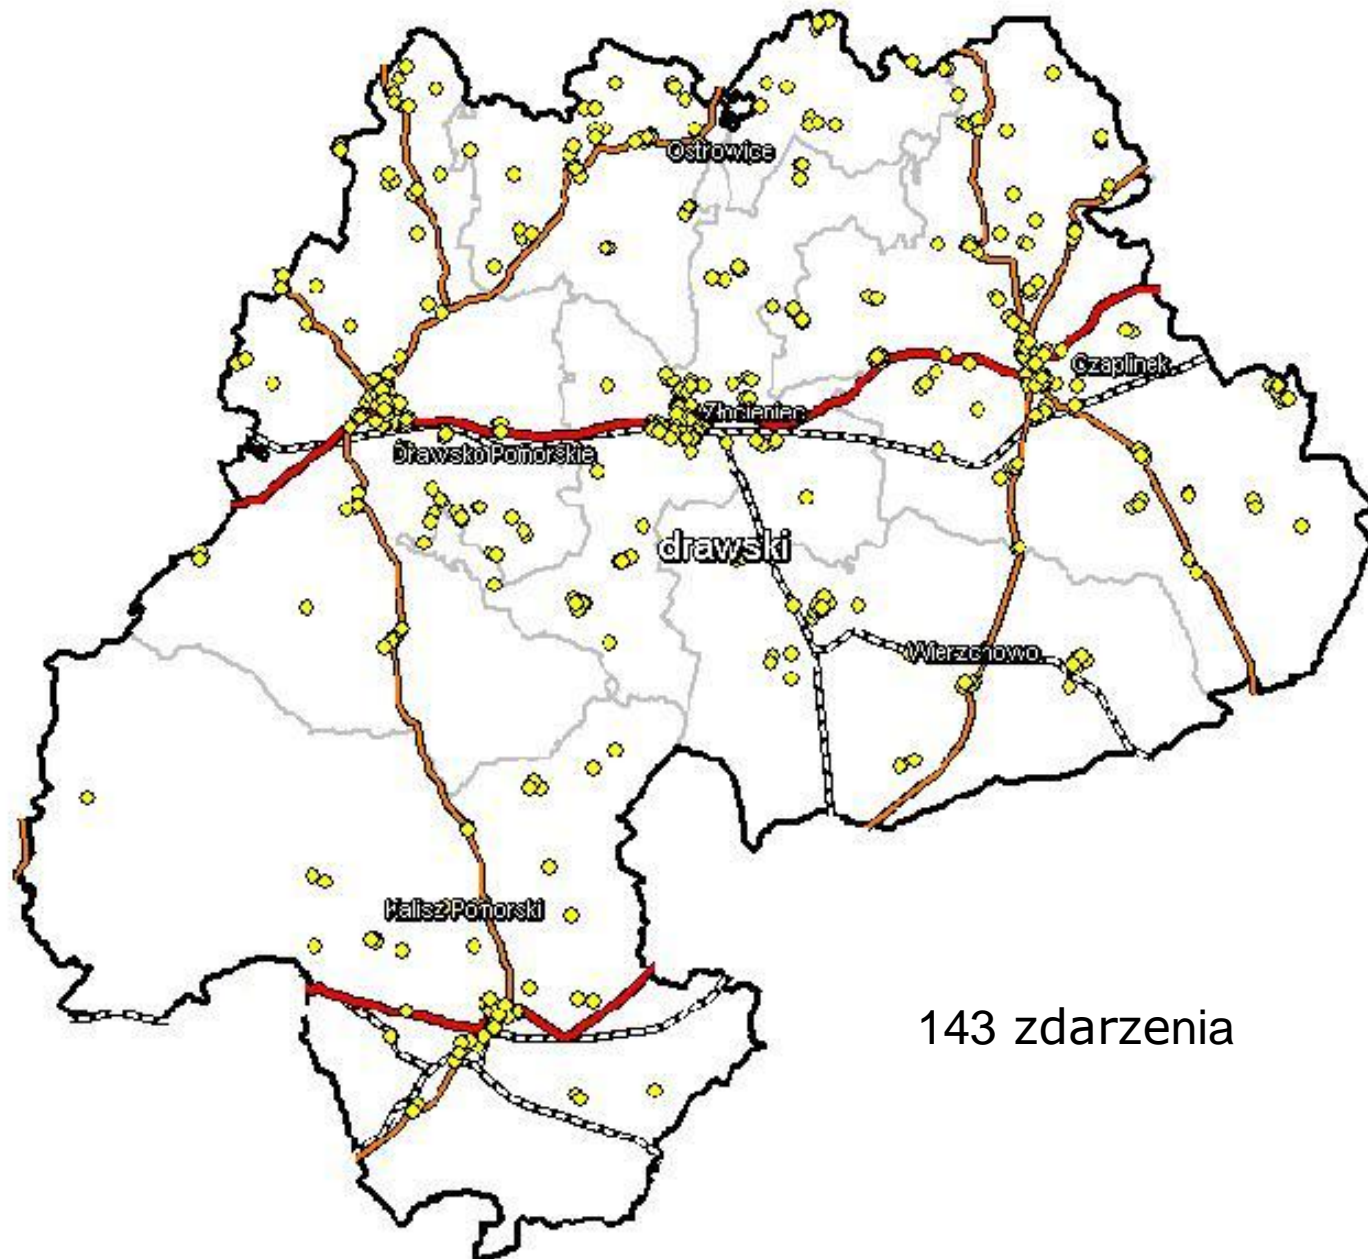 Ostrowice
Czaplinek
Złocieniec
Drawsko Pomorskie
drawski
Wierzchowo
Kalisz Pomorski
143 zdarzenia